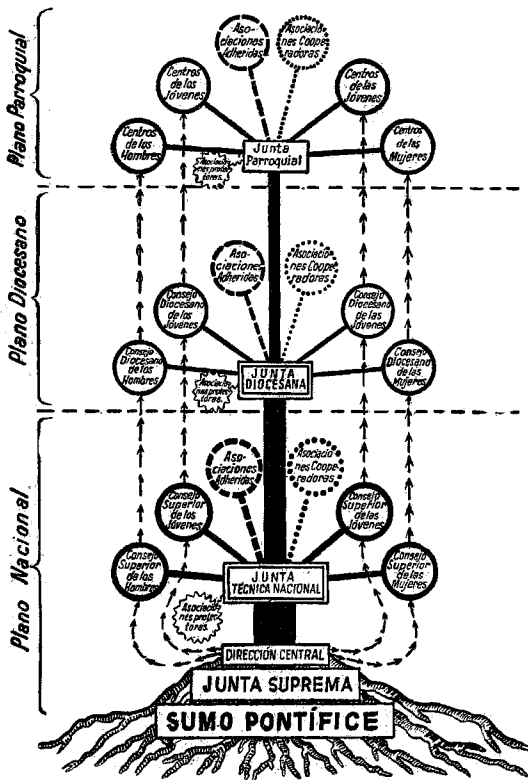 Plano Parroquial
Aso-
ciaciones
Adheridas
Asociacio
nes Coope
radoras
Centros
de los
Jóvenes
Centros
de las
Jóvenes
Centros
de los
Hombres
Junta
Parroquial
Centros
de las
Mujeres
Asociacio
nes protec
toras.
Plano Diocesano
Aso-
ciaciones
Adheridas
Asociacio
nes Coope
radoras
Consejo
Diocesano
de los
Jóvenes
Consejo
Diocesano
de las
Jóvenes
Consejo
Diocesano
de los
Hombres
JUNTA
DIOCESANA
Consejo
Diocesano
de las
Mujeres
Asociacio
nes protec
toras.
Plano Nacional
Aso-
ciaciones
Adheridas
Asociacio
nes Coope
radoras
Consejo
Superior
de los
Jóvenes
Consejo
Superior
de las
Jóvenes
Consejo
Superior
de los
Hombres
JUNTA
TÉCNICA NACIONAL
Consejo
Superior
de las
Mujeres
Asociacio
nes protec
toras.
DIRECCIÓN CENTRAL
JUNTA SUPREMA
SUMO PONTÍFICE